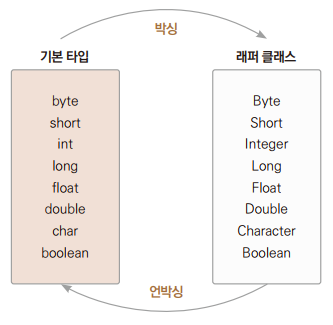 박싱
기본 타입
byte
short
int
long
float
double
char
boolean
래퍼 클래스
Byte
Short
Integer
Long
Float
Double
Character
Boolean
언박싱